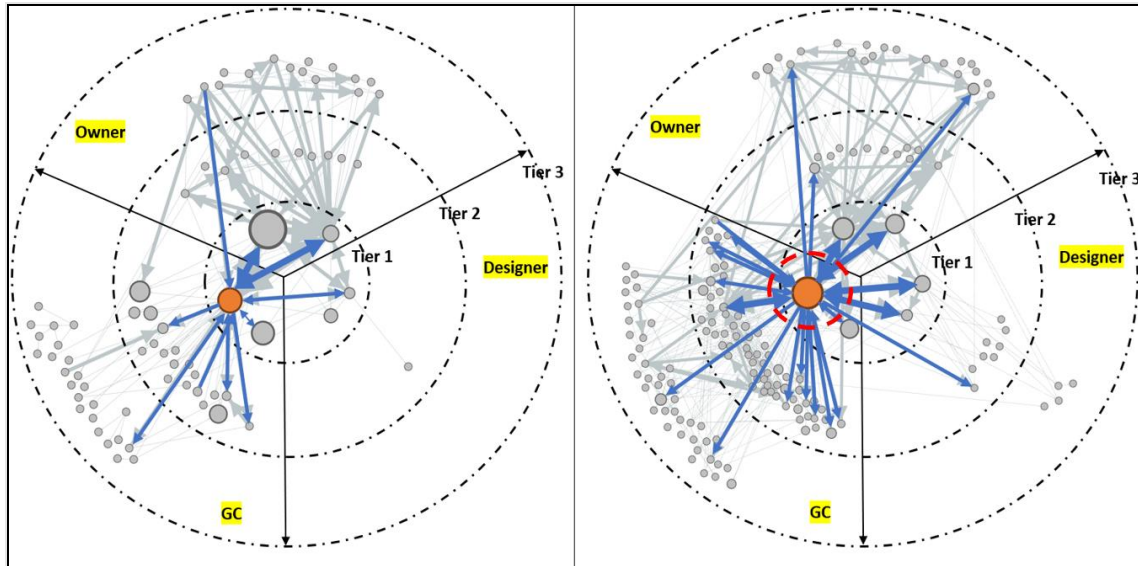 Owner
Tier 3
Tier 2
Designer
Tier 1
GC
Owner
Tier 3
Tier 2
Designer
Tier 1
GC